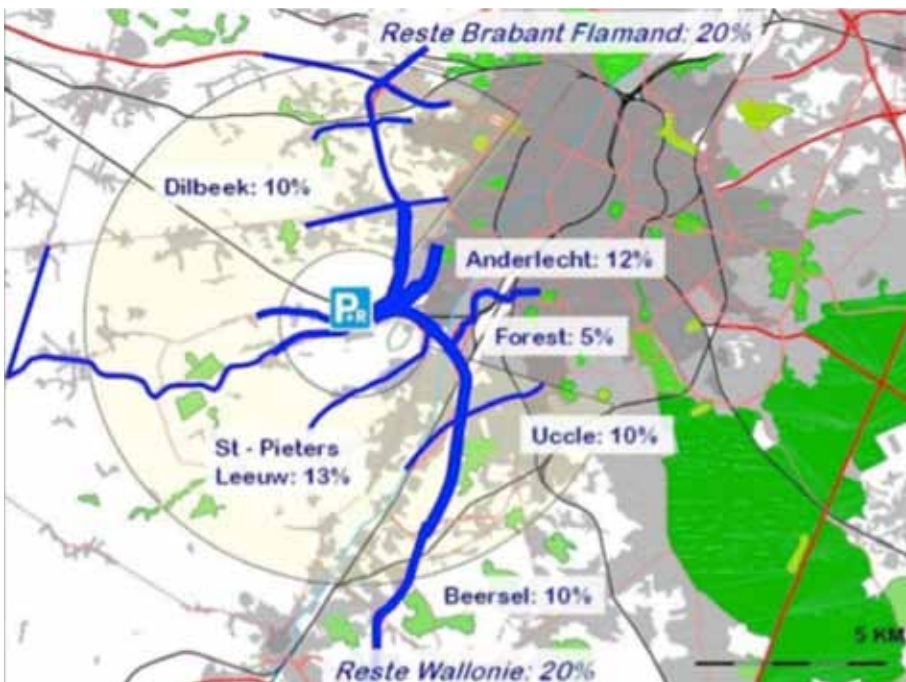 Reste Brabant Flamand: 20%
Dilbeek: 10%
Anderlecht: 12%
P+R
Forest: 5%
Uccle: 10%
St - Pieters
Leeuw: 13%
Beersel: 10%
5 KM
Reste Wallonie: 20%